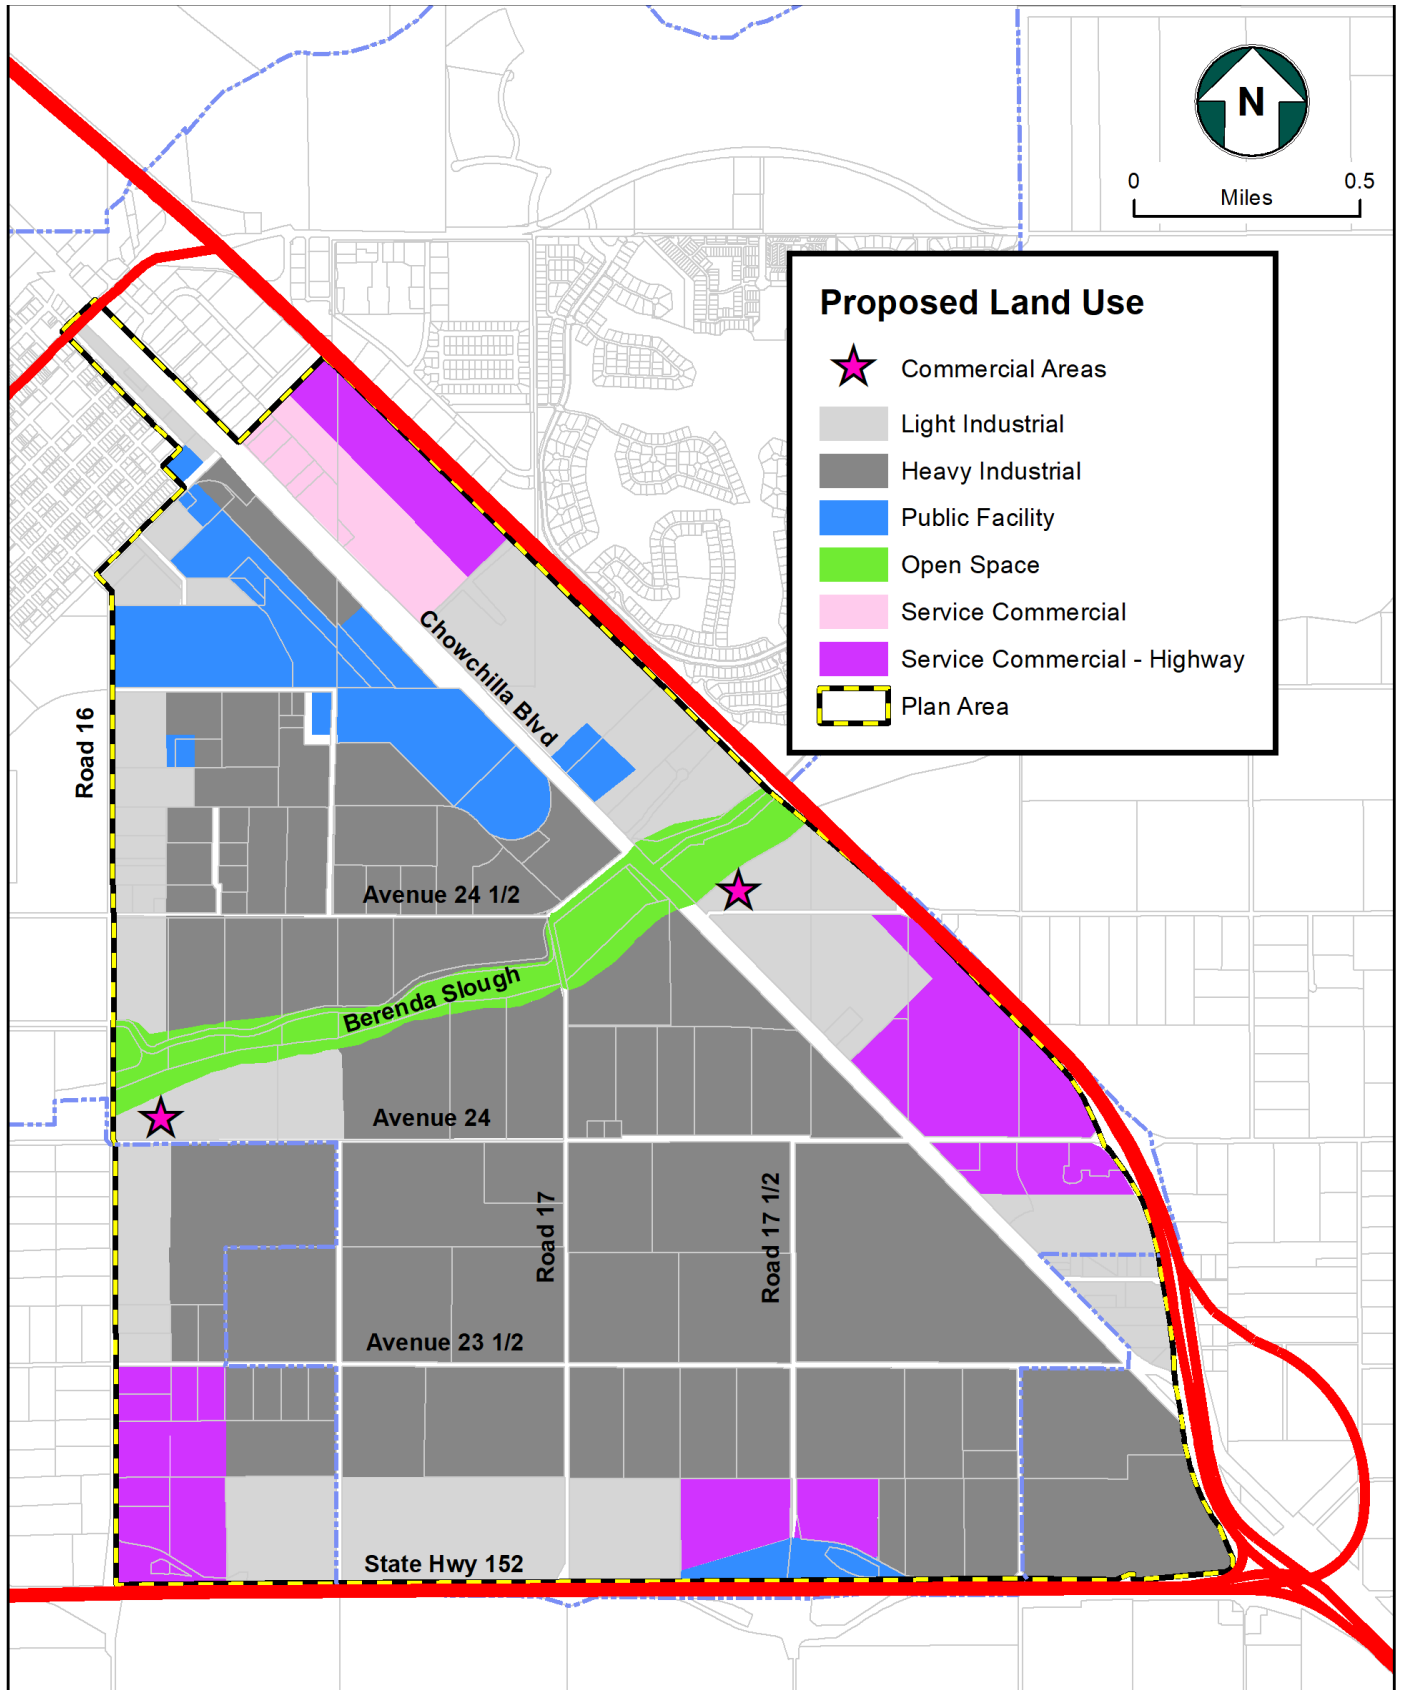 N
0 0.5
Miles
Proposed Land Use
Commercial Areas
Light Industrial
Heavy Industrial
Public Facility
Open Space
Service Commercial
Service Commercial - Highway
Plan Area
Chowchilla Blvd
Road 16
Avenue 24 1/2
Berenda Slough
Avenue 24
Road 17
Road 17 1/2
Avenue 23 1/2
State Hwy 152